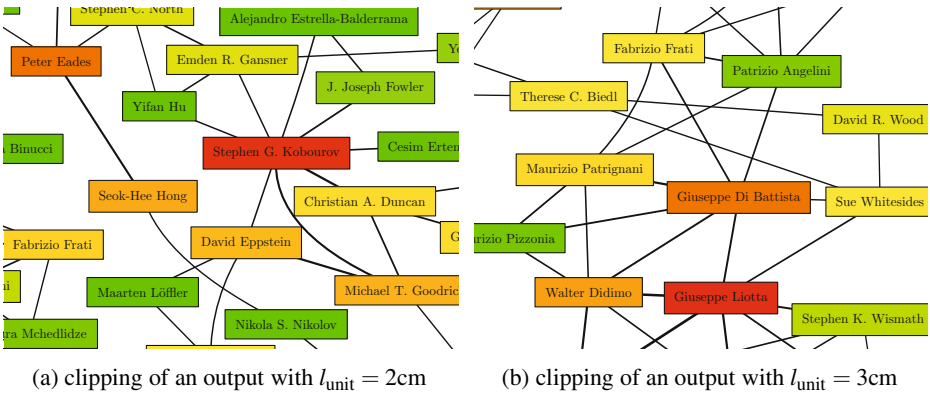 Stephen C. North
Alejandro Estrella-Balderrama
Peter Eades
Emden R. Gansner
J. Joseph Fowler
Yifan Hu
Binucci
Stephen G. Kobourov
Cesim Erten
Seok-Hee Hong
Christian A. Duncan
Fabrizio Frati
David Eppstein
G
Maarten Löffler
Michael T. Goodric
Nikola S. Nikolov
ra Mchedlidze
Fabrizio Frati
Patrizio Angelini
Therese C. Biedl
David R. Wood
Maurizio Patrignani
Giuseppe Di Battista
Sue Whitesides
rizio Pizzonia
Walter Didimo
Giuseppe Liotta
Stephen K. Wismath
(a) clipping of an output with l_unit = 2cm
(b) clipping of an output with l_unit = 3cm